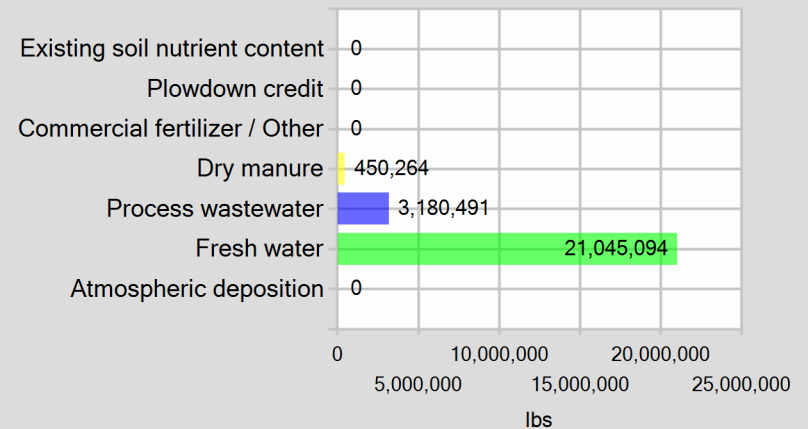 Existing soil nutrient content 0
Plowdown credit 0
Commercial fertilizer / Other 0
Dry manure 450,264
Process wastewater 3,180,491
Fresh water 21,045,094
Atmospheric deposition 0
0 10,000,000 20,000,000
5,000,000 15,000,000 25,000,000
lbs